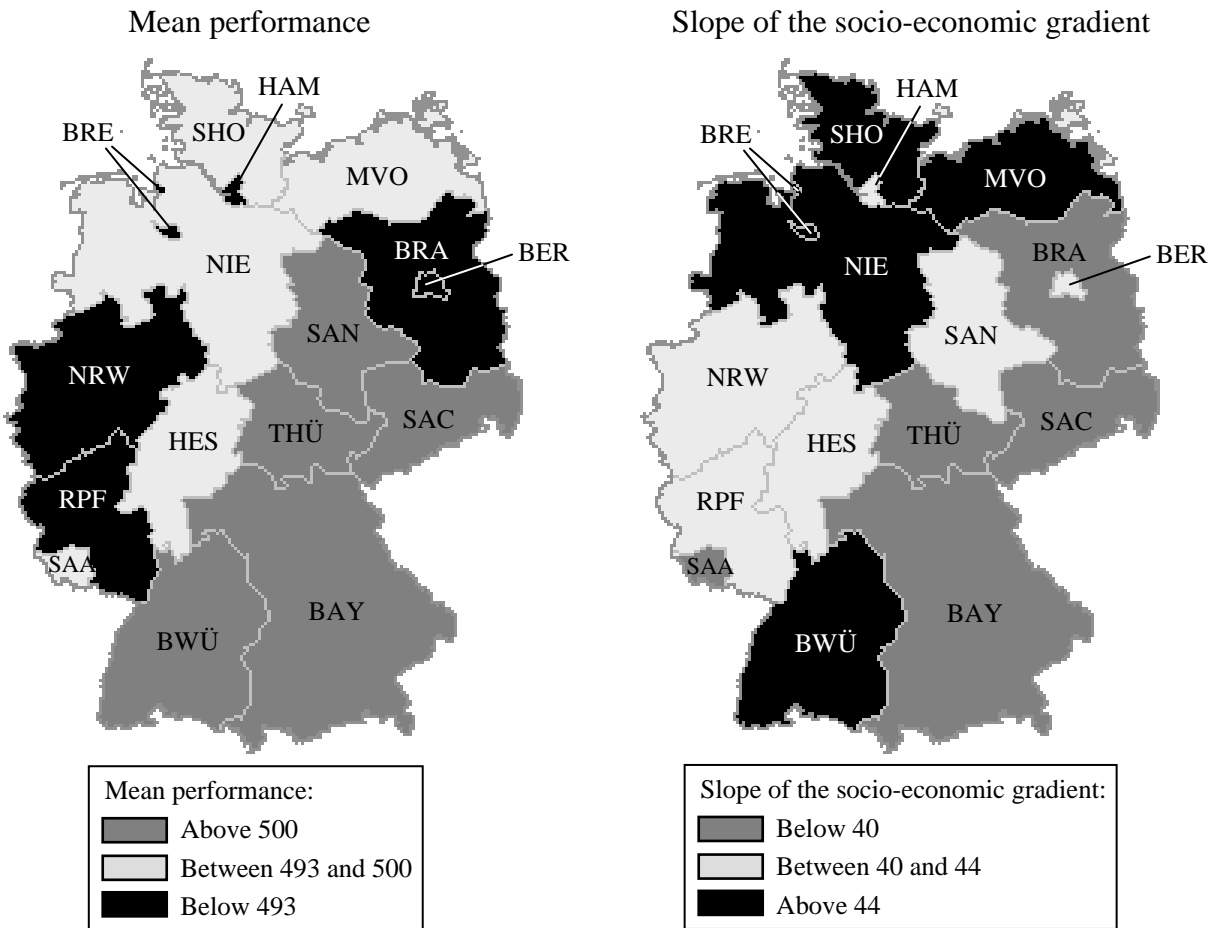 Mean performance
HAM
BRE
SHO
MVO
BRA
BER
NIE
SAN
NRW
HES
THÜ
SAC
RPF
SAA
BWÜ
BAY
Mean performance:
Above 500
Between 493 and 500
Below 493
Slope of the socio-economic gradient
HAM
BRE
SHO
MVO
BRA
BER
NIE
SAN
NRW
HES
THÜ
SAC
RPF
SAA
BWÜ
BAY
Slope of the socio-economic gradient:
Below 40
Between 40 and 44
Above 44